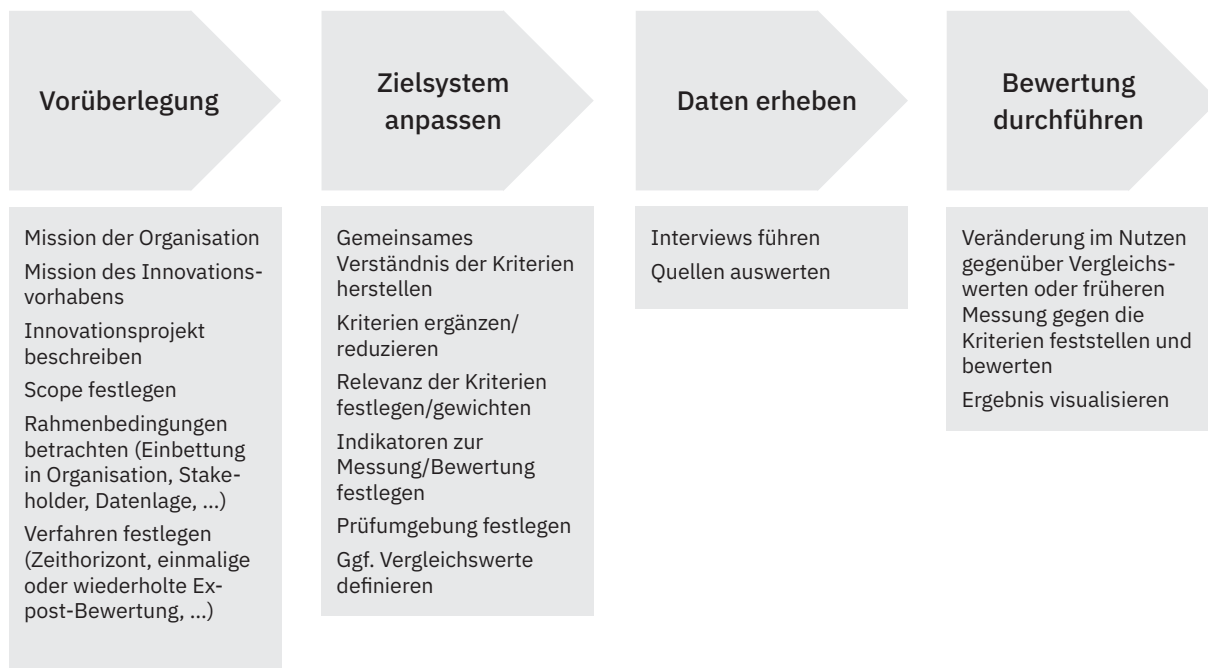 Vorüberlegung
Mission der Organisation
Mission des Innovations-
vorhabens
Innovationsprojekt
beschreiben
Scope festlegen
Rahmenbedingungen
betrachten (Einbettung
in Organisation, Stake-
holder, Datenlage, ...)
Verfahren festlegen
(Zeithorizont, einmalige
oder wiederholte Ex-
post-Bewertung, ...)
Zielsystem
anpassen
Gemeinsames
Verständnis der Kriterien
herstellen
Kriterien ergänzen/
reduzieren
Relevanz der Kriterien
festlegen/gewichten
Indikatoren zur
Messung/Bewertung
festlegen
Prüfumgebung festlegen
Ggf. Vergleichswerte
definieren
Daten erheben
Interviews führen
Quellen auswerten
Bewertung
durchführen
Veränderung im Nutzen
gegenüber Vergleichs-
werten oder früheren
Messung gegen die
Kriterien feststellen und
bewerten
Ergebnis visualisieren